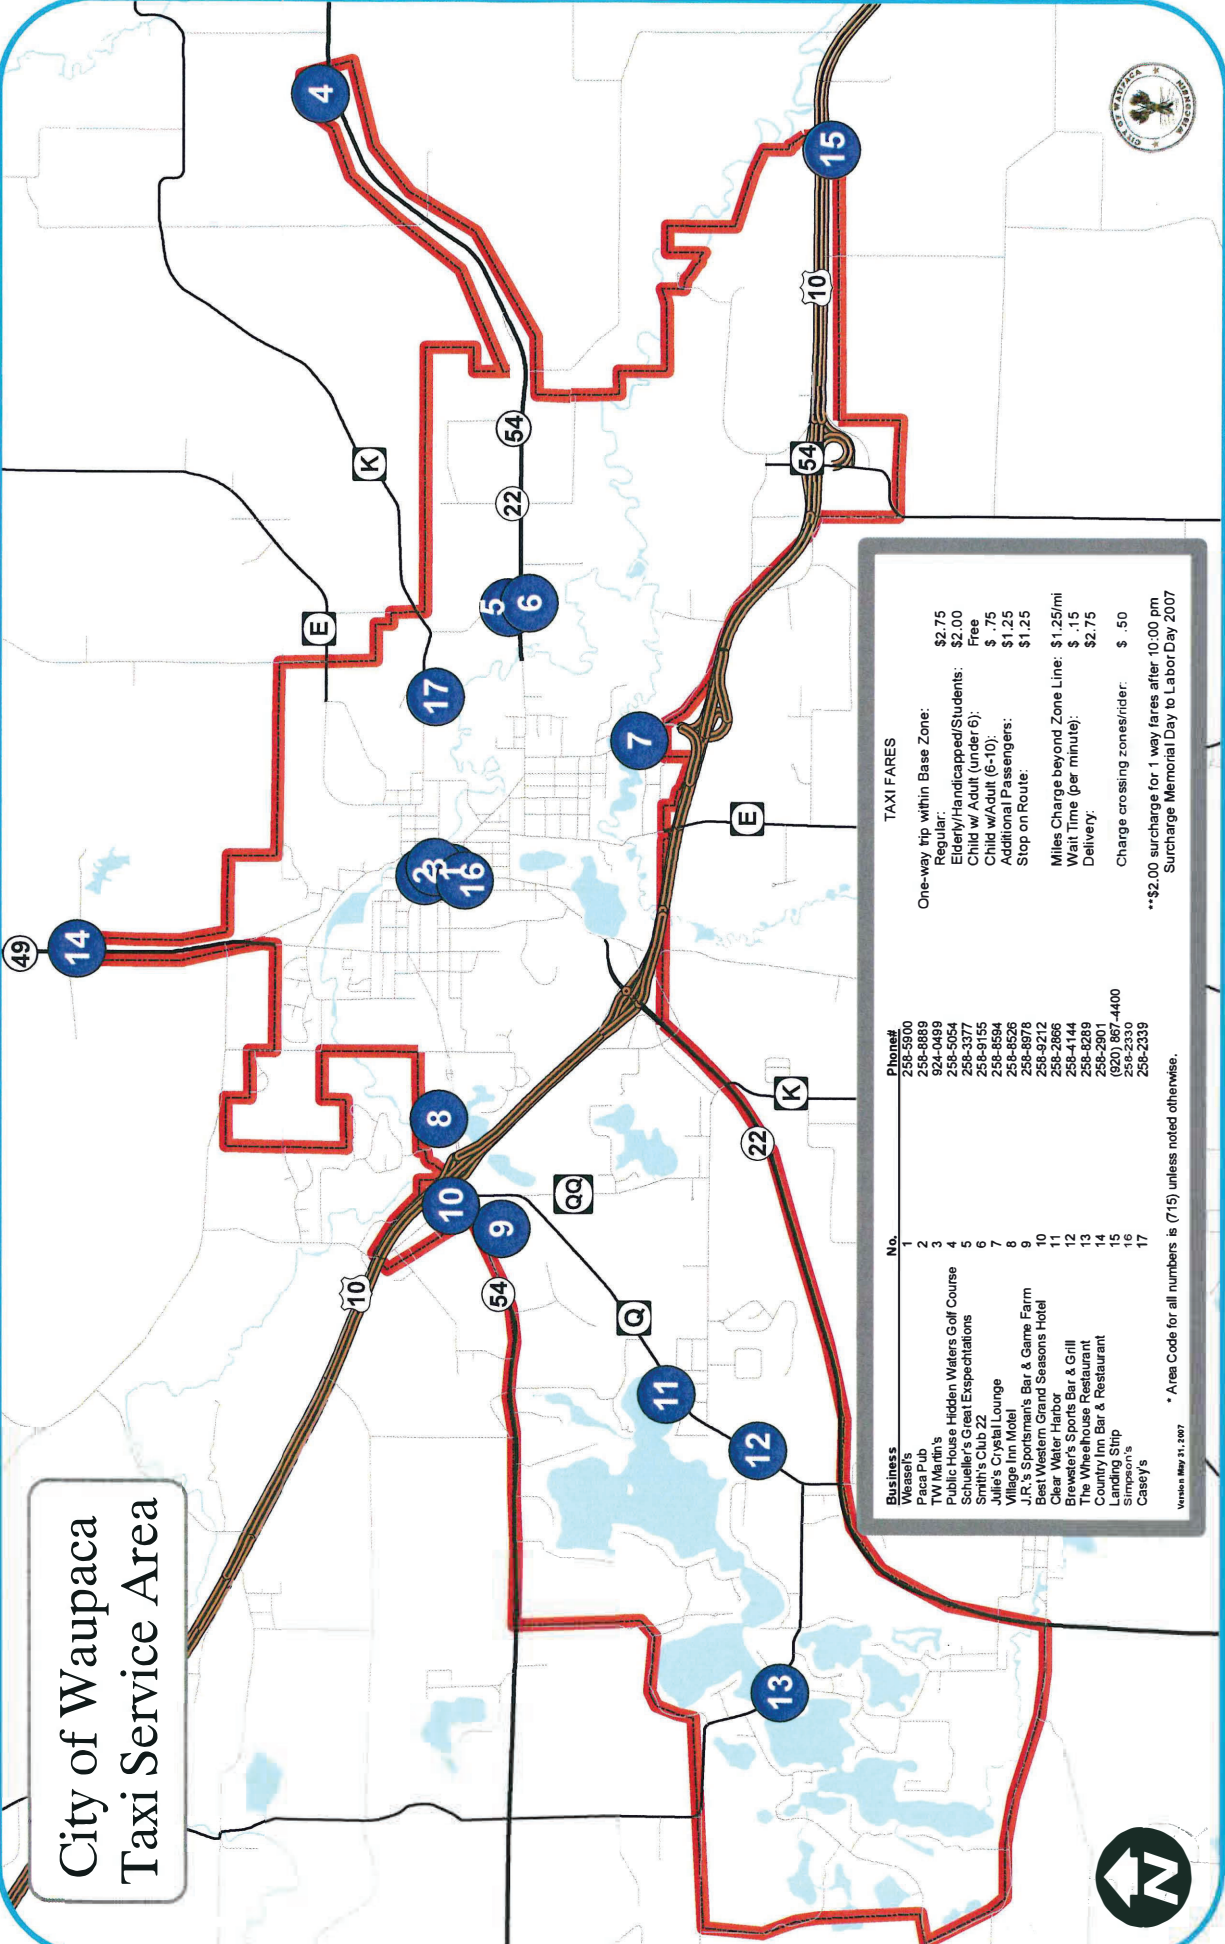 City of Waupaca
Taxi Service Area
49
14
4
E
K
17
5
6
22
54
2
3
1
16
7
15
10
54
E
8
10
10
9
54
QQ
Q
11
12
13
22
K
CITY OF WAUPACA
WISCONSIN
N
Business No. Phone#
Weasel's 1 258-5900
Paca Pub 2 258-8889
TW Martin's 3 924-0499
Public House Hidden Waters Golf Course 4 258-5054
Schueller's Great Exspechtations 5 258-3377
Smith's Club 22 6 258-9155
Julie's Crystal Lounge 7 258-8594
Village Inn Motel 8 258-8526
J.R.'s Sportsman's Bar & Game Farm 9 258-8978
Best Western Grand Seasons Hotel 10 258-9212
Clear Water Harbor 11 258-2866
Brewster's Sports Bar & Grill 12 258-4144
The Wheelhouse Restaurant 13 258-8289
Country Inn Bar & Restaurant 14 258-2901
Landing Strip 15 (920) 867-4400
Simpson's 16 258-2330
Casey's 17 258-2339
* Area Code for all numbers is (715) unless noted otherwise.
Version May 31, 2007
TAXI FARES
One-way trip within Base Zone:
Regular: $2.75
Elderly/Handicapped/Students: $2.00
Child w/ Adult (under 6): Free
Child w/Adult (6-10): $ .75
Additional Passengers: $1.25
Stop on Route: $1.25
Miles Charge beyond Zone Line: $1.25/mi
Wait Time (per minute): $ .15
Delivery: $2.75
Charge crossing zones/rider: $ .50
**$2.00 surcharge for 1 way fares after 10:00 pm
Surcharge Memorial Day to Labor Day 2007